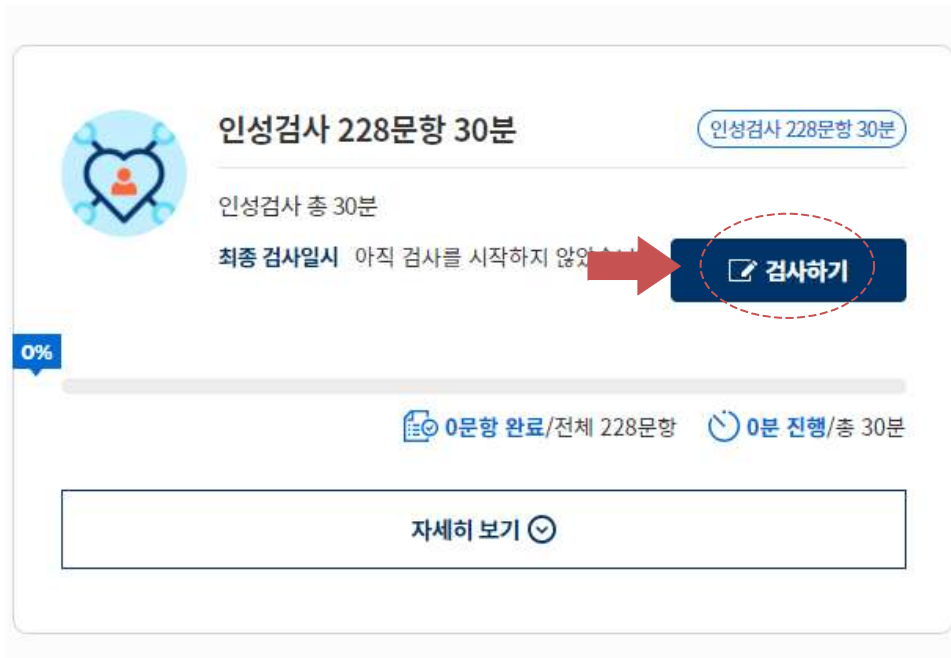 인성검사 228문항 30분
인성검사 228문항 30분
인성검사 총 30분
최종 검사일시 아직 검사를 시작하지
검사하기
0%
0문항 완료/전체 228문항 0분 진행/총 30분
자세히 보기